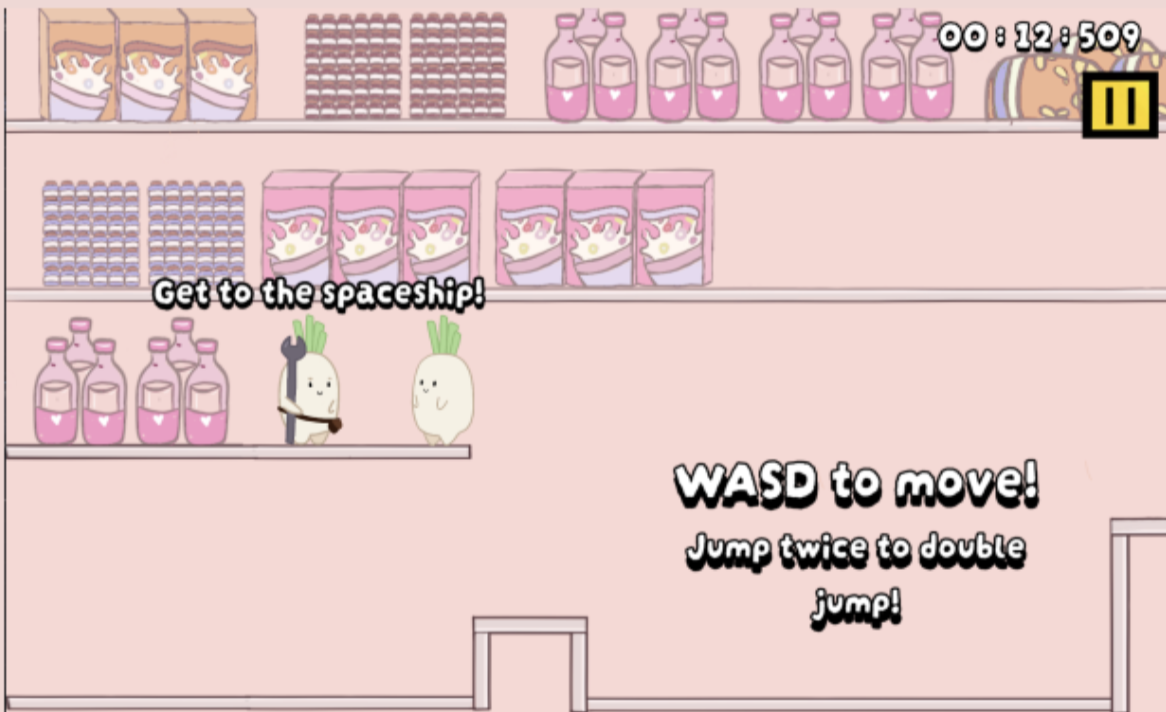 00:12:509
Get to the spaceship!
WASD to move!
Jump twice to double
jump!